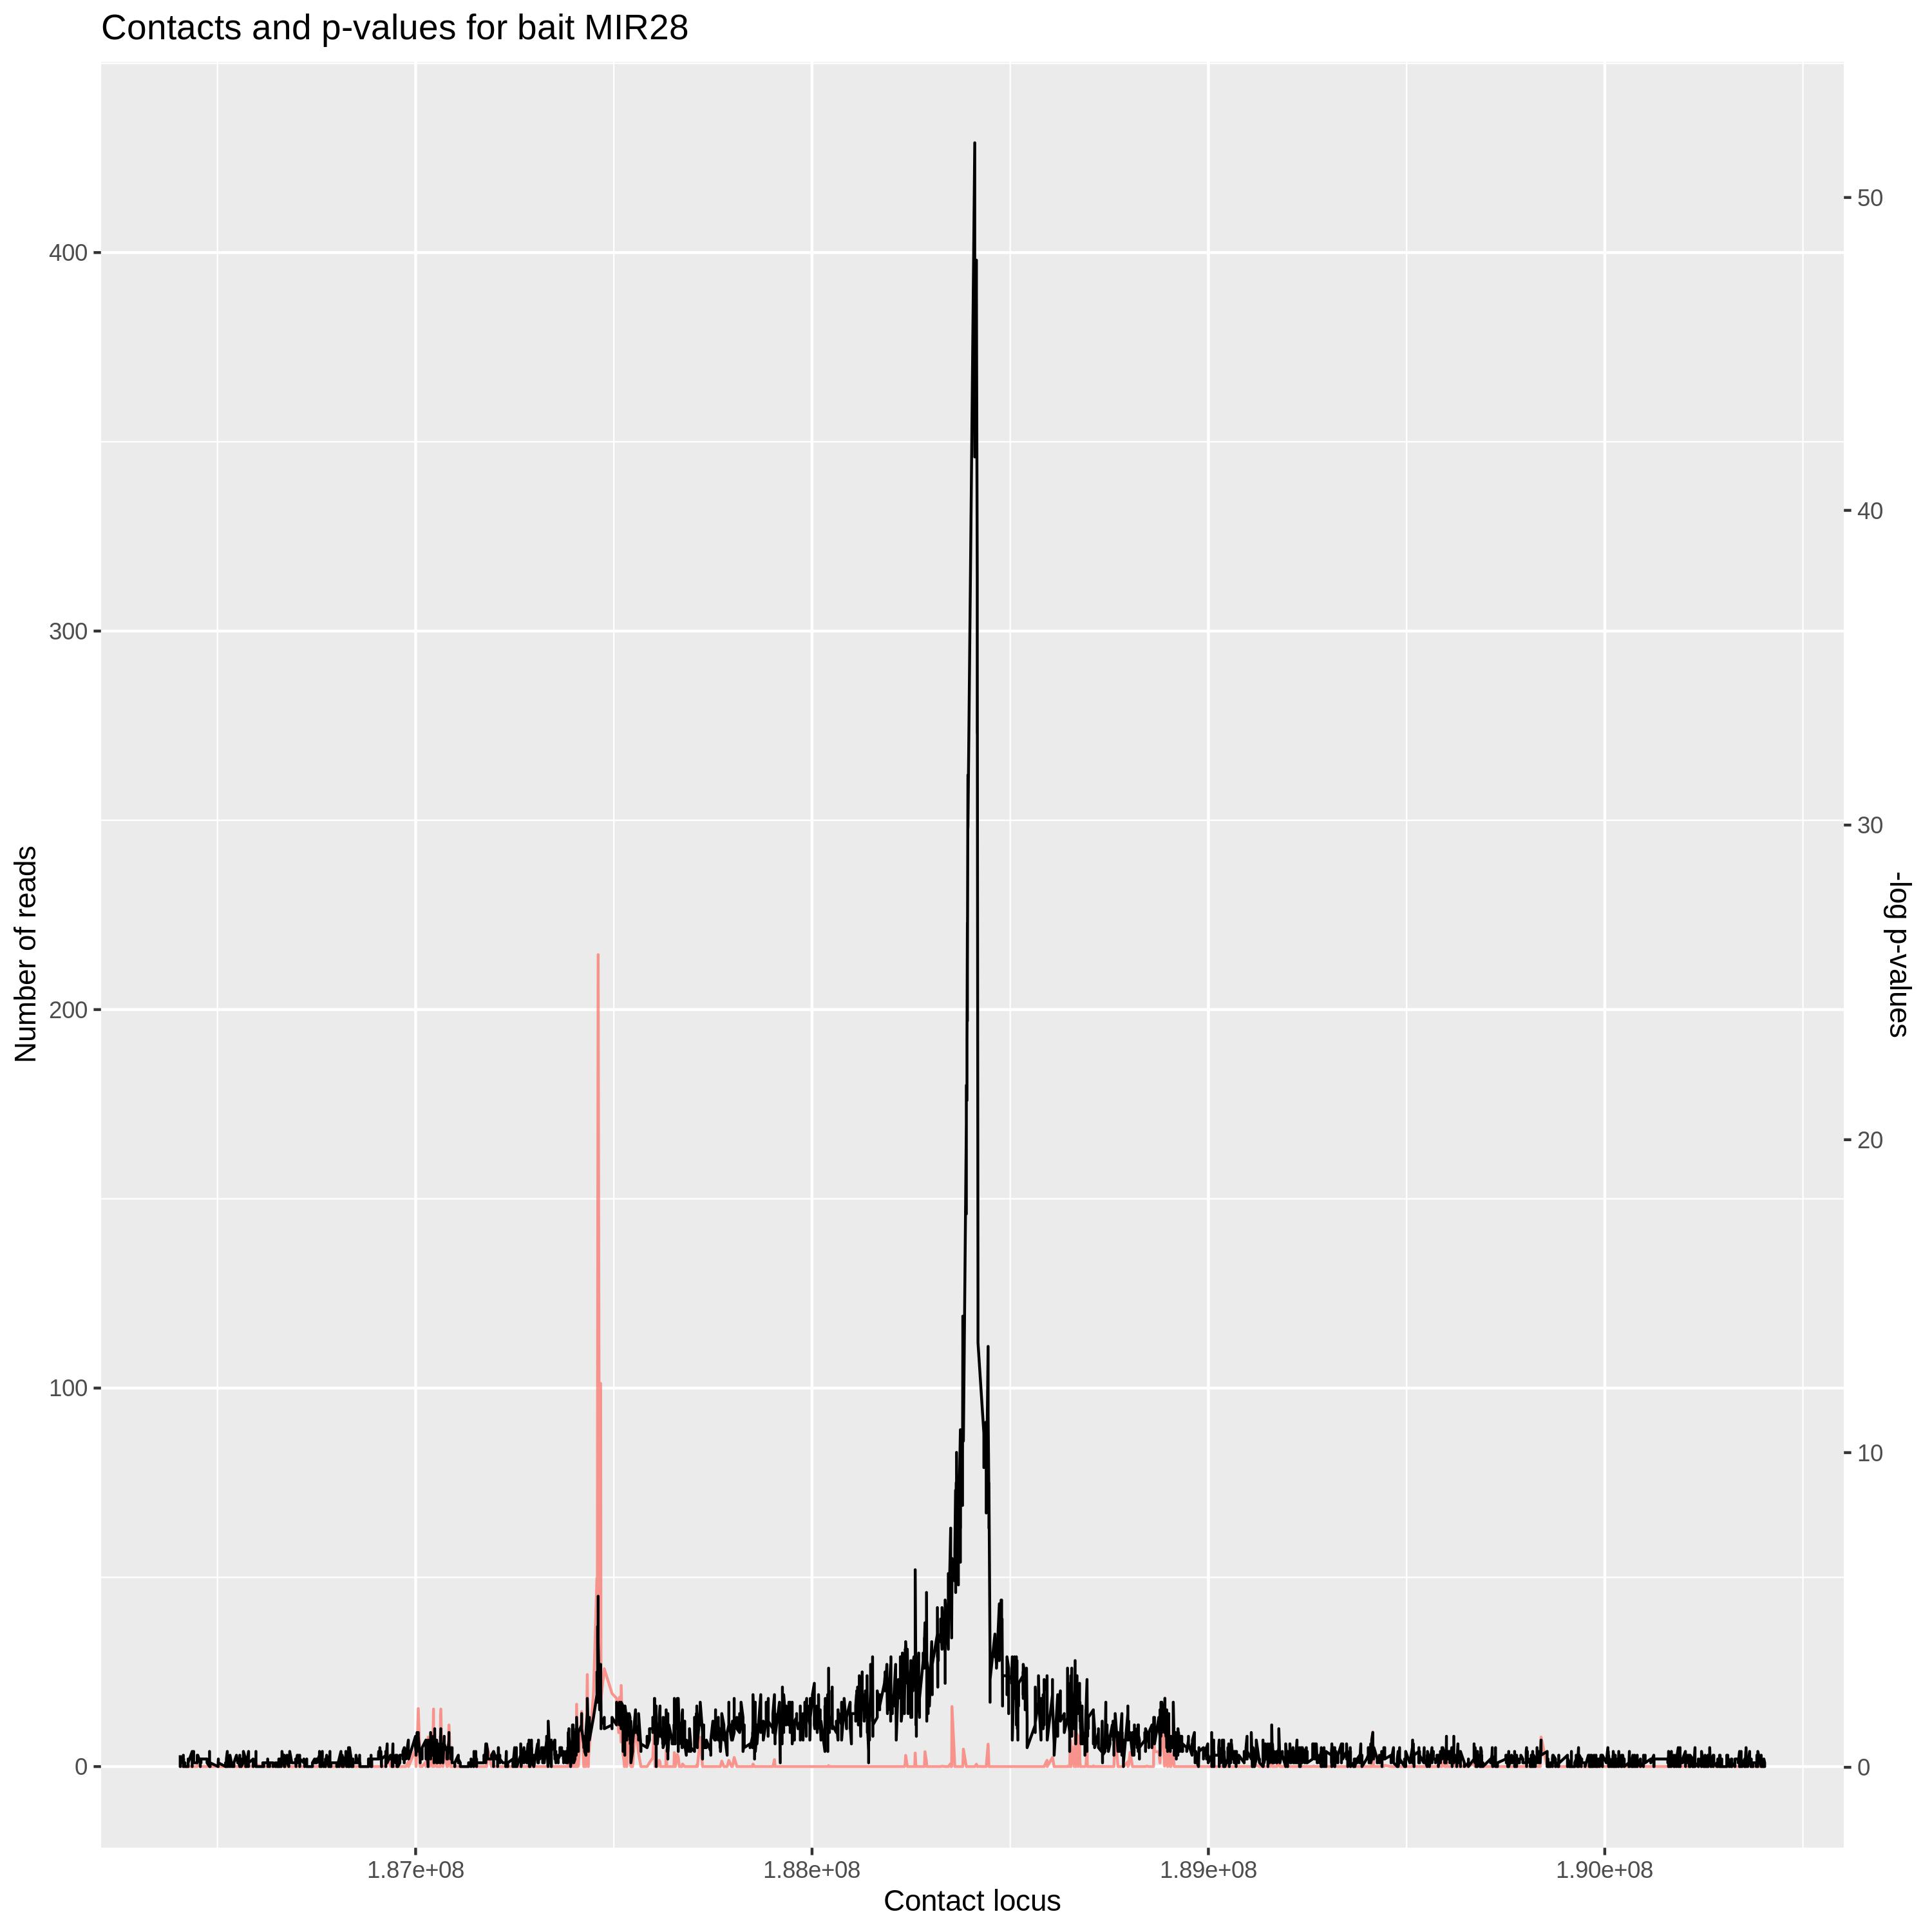 Contacts and p-values for bait MIR28
Number of reads
400
300
200
100
0
50
40
30
20
10
0
-log p-values
1.87e+08 1.88e+08 1.89e+08 1.90e+08
Contact locus